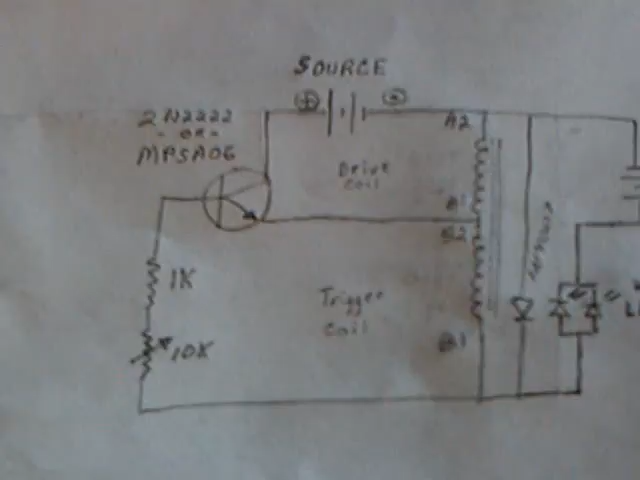 SOURCE
2N2222
- OR -
MPSA06
+
-
A2
Drive
Coil
A1
B2
1K
Trigger
Coil
10K
B1